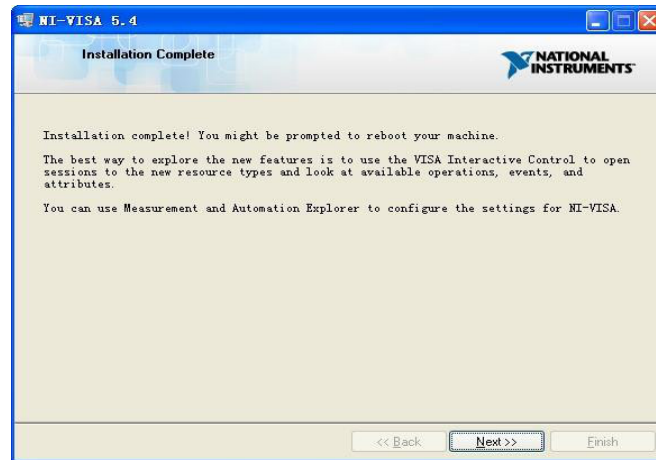 NI-VISA 5.4
Installation Complete
NATIONAL
INSTRUMENTS™
Installation complete! You might be prompted to reboot your machine.
The best way to explore the new features is to use the VISA Interactive Control to open
sessions to the new resource types and look at available operations, events, and
attributes.
You can use Measurement and Automation Explorer to configure the settings for NI-VISA.
<< Back
Next >>
Finish